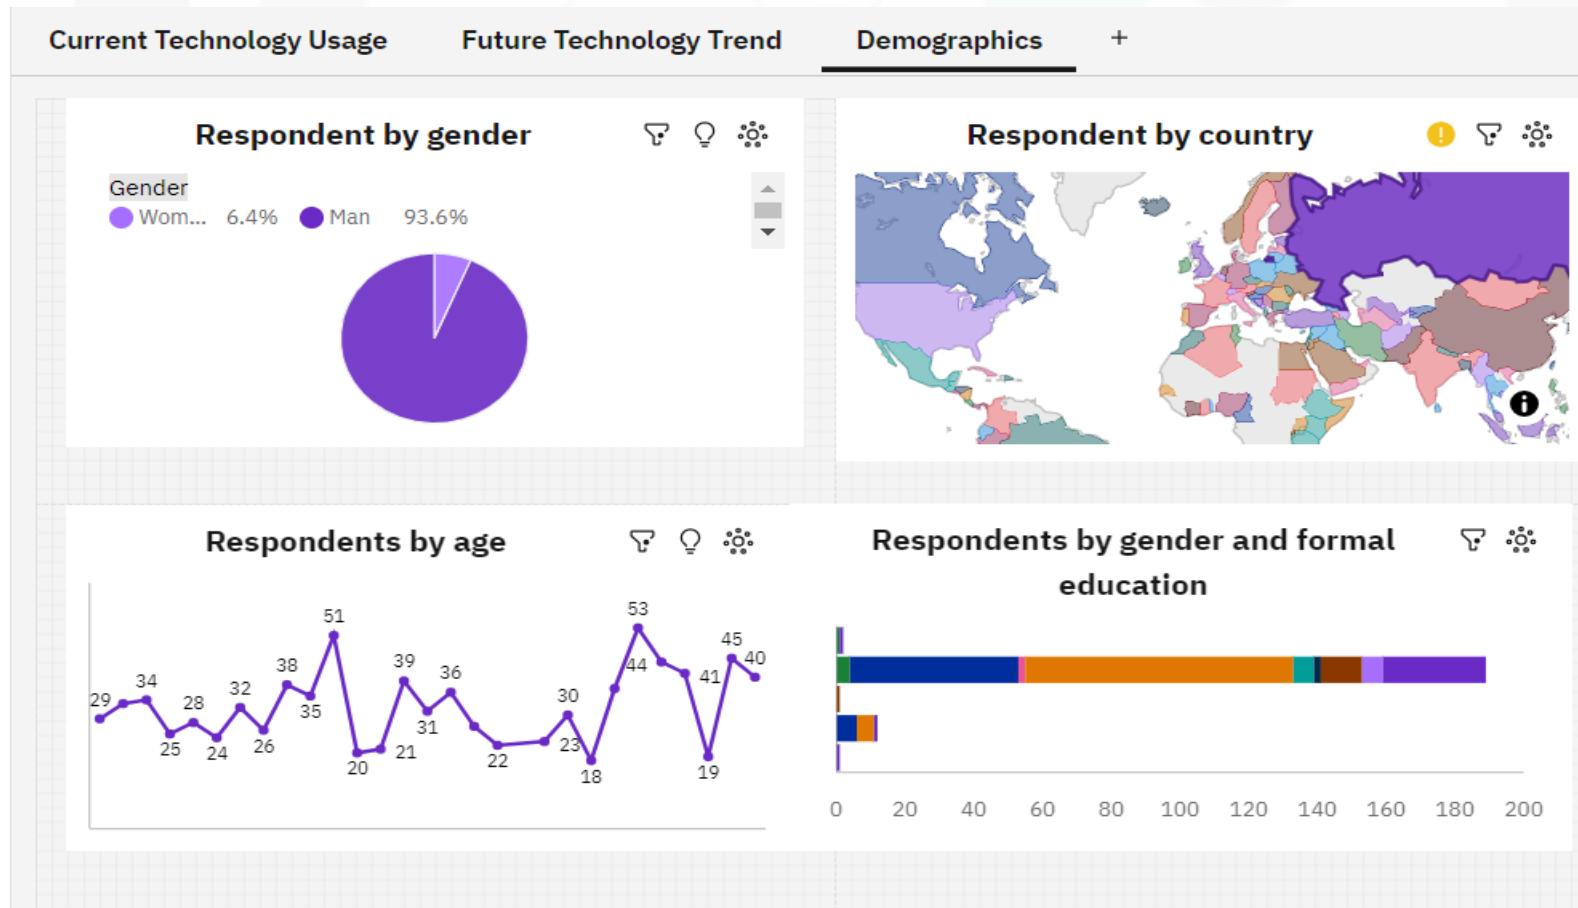 Current Technology Usage Future Technology Trend Demographics +
Respondent by gender
Gender
Wom... 6.4% Man 93.6%
Respondent by country
Respondents by age
29 34 25 28 24 32 26 38 35 51 20 21 39 31 36 22 30 23 18 44 53 41 19 45 40
Respondents by gender and formal
education
0 20 40 60 80 100 120 140 160 180 200